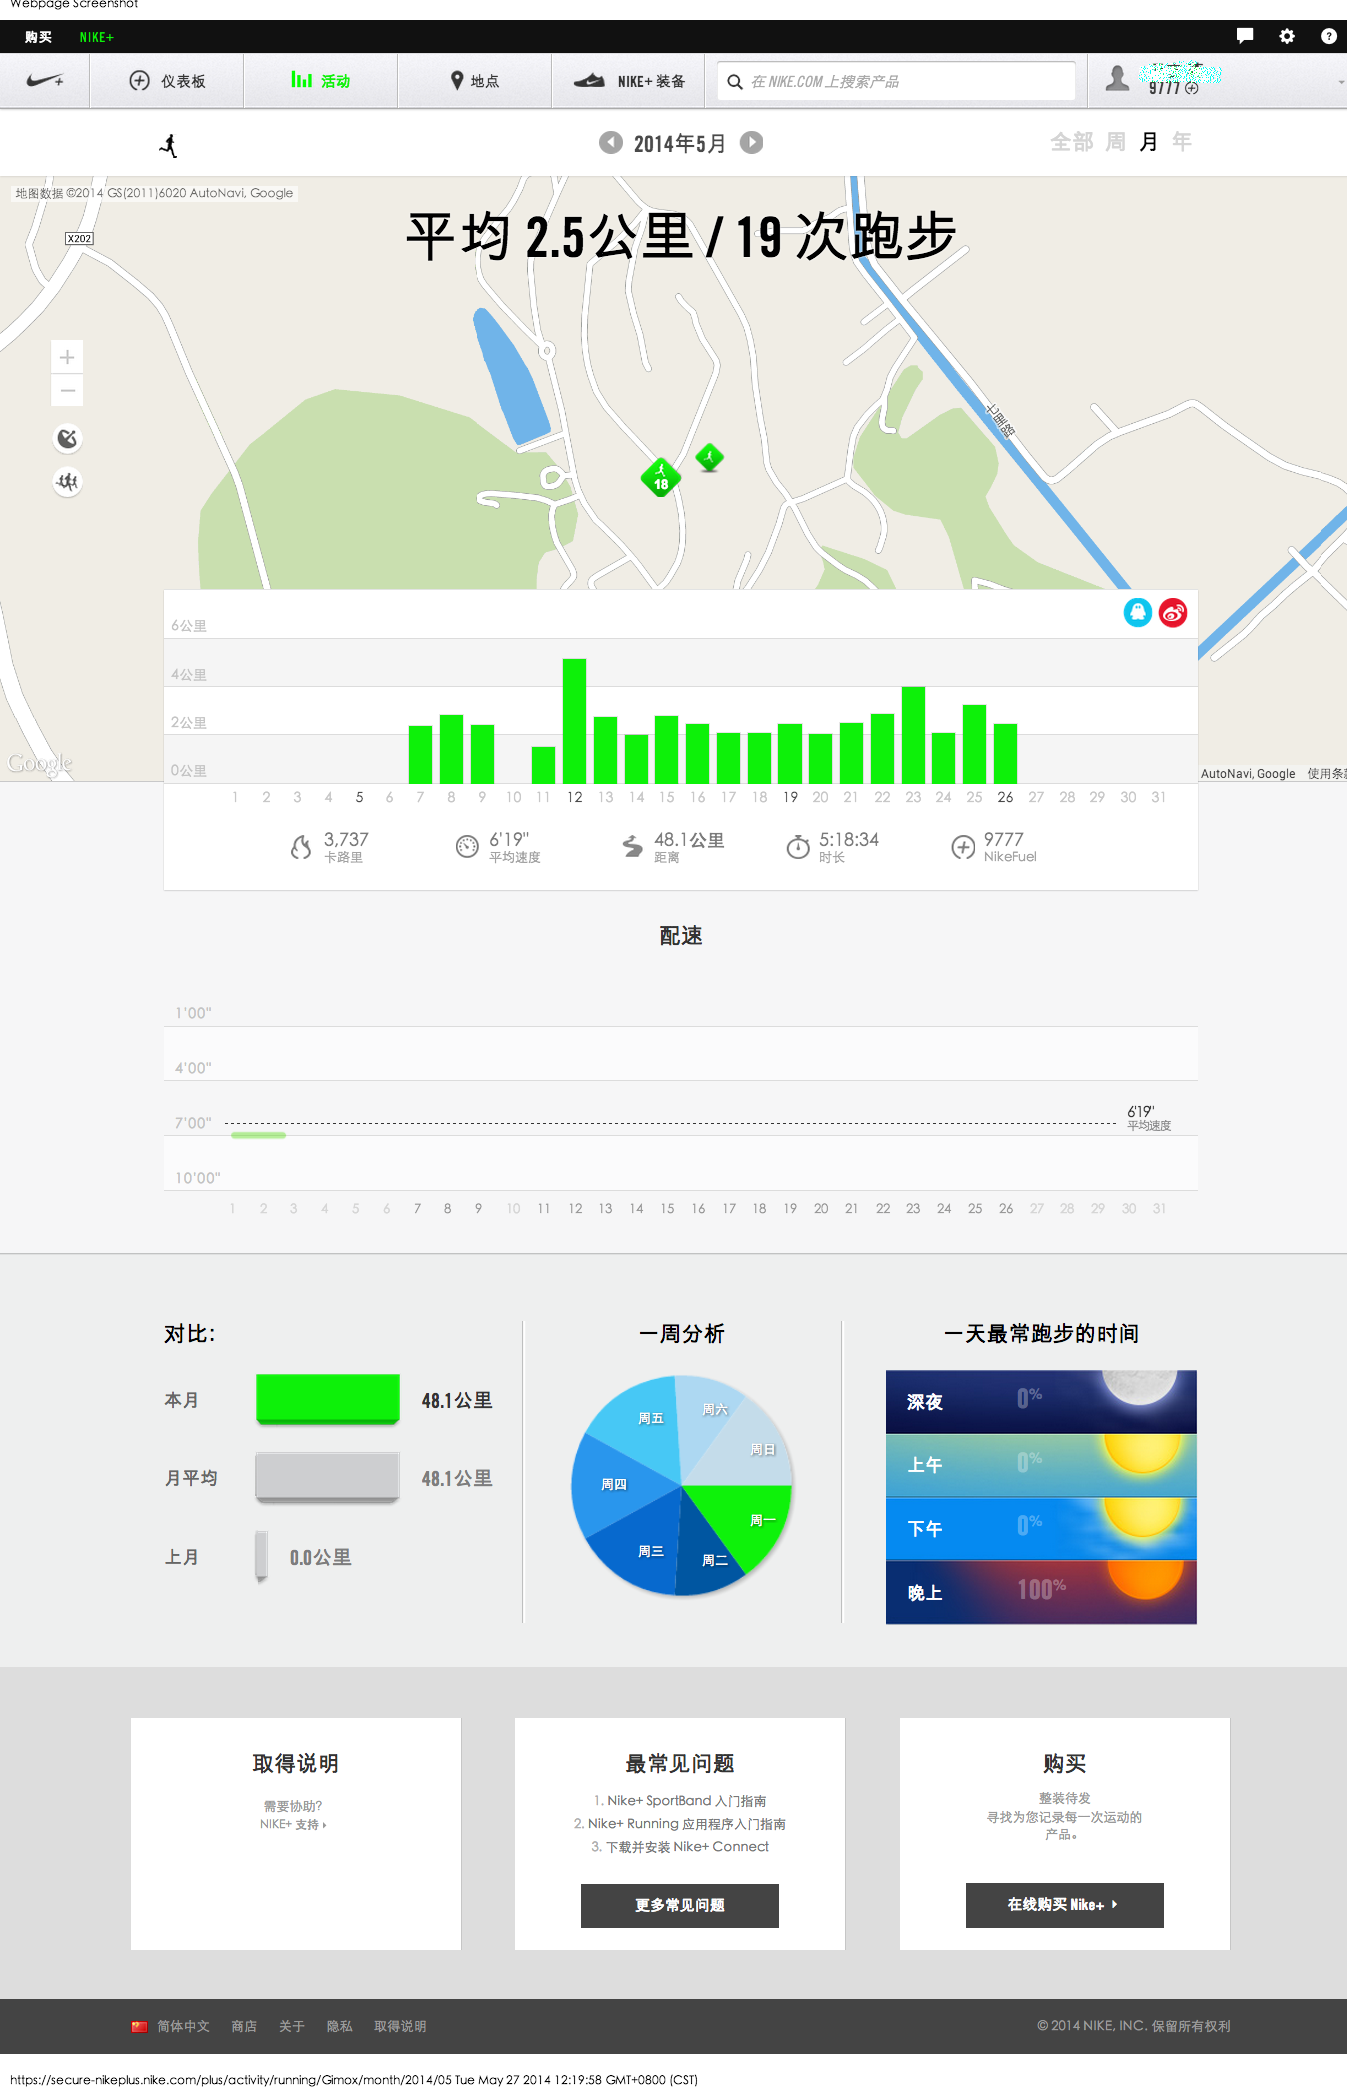 Webpage Screenshot
购买 NIKE+
仪表板 活动 地点 NIKE+ 装备 在 NIKE.COM 上搜索产品
9777
2014年5月 全部 周 月 年
地图数据 ©2014 GS(2011)6020 AutoNavi, Google
X202
平均 2.5公里 / 19 次跑步
七里路
18
6公里
4公里
2公里
0公里
Google
AutoNavi, Google 使用条款
1 2 3 4 5 6 7 8 9 10 11 12 13 14 15 16 17 18 19 20 21 22 23 24 25 26 27 28 29 30 31
3,737 6'19" 48.1公里 5:18:34 9777
卡路里 平均速度 距离 时长 NikeFuel
配速
1'00"
4'00"
7'00"
6'19"
平均速度
10'00"
1 2 3 4 5 6 7 8 9 10 11 12 13 14 15 16 17 18 19 20 21 22 23 24 25 26 27 28 29 30 31
对比:
本月 48.1公里
月平均 48.1公里
上月 0.0公里
一周分析
周五 周六
周日
周四
周一
周三 周二
一天最常跑步的时间
深夜 0%
上午 0%
下午 0%
晚上 100%
取得说明
需要协助?
NIKE+ 支持
最常见问题
1. Nike+ SportBand 入门指南
2. Nike+ Running 应用程序入门指南
3. 下载并安装 Nike+ Connect
更多常见问题
购买
整装待发
寻找为您记录每一次运动的
产品。
在线购买 Nike+
简体中文 商店 关于 隐私 取得说明 © 2014 NIKE, INC. 保留所有权利
https://secure-nikeplus.nike.com/plus/activity/running/Gimox/month/2014/05 Tue May 27 2014 12:19:58 GMT+0800 (CST)